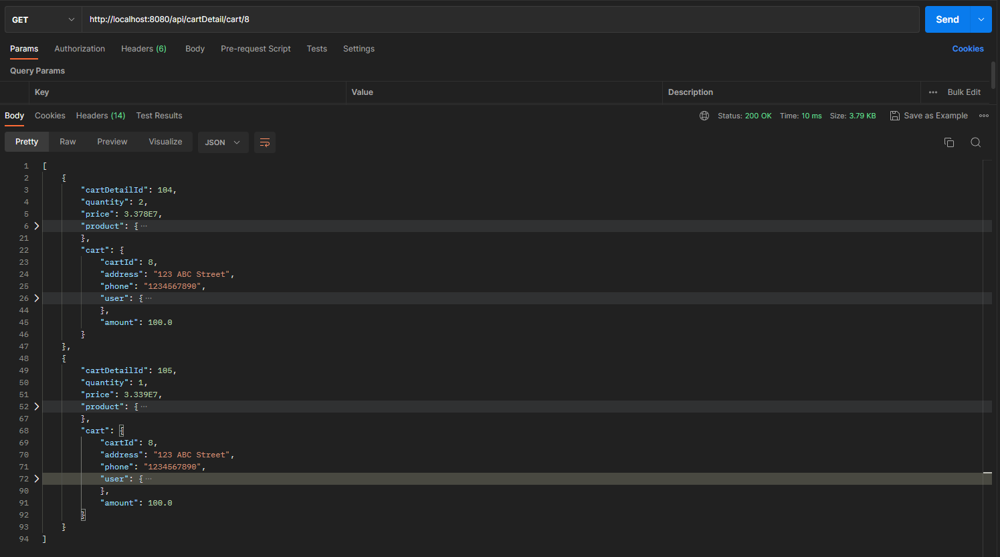 GET http://localhost:8080/api/cartDetail/cart/8 Send
Params Authorization Headers (6) Body Pre-request Script Tests Settings Cookies
Query Params
Key Value Description Bulk Edit
Body Cookies Headers (14) Test Results Status: 200 OK Time: 10 ms Size: 3.79 KB Save as Example
Pretty Raw Preview Visualize JSON
1 [
2 {
3 "cartDetailId": 104,
4 "quantity": 2,
5 "price": 3.378E7,
6 "product": { ···
21 },
22 "cart": {
23 "cartId": 8,
24 "address": "123 ABC Street",
25 "phone": "1234567890",
26 "user": { ···
44 },
45 "amount": 100.0
46 }
47 },
48 {
49 "cartDetailId": 105,
50 "quantity": 1,
51 "price": 3.339E7,
52 "product": { ···
67 },
68 "cart": {
69 "cartId": 8,
70 "address": "123 ABC Street",
71 "phone": "1234567890",
72 "user": { ···
90 },
91 "amount": 100.0
92 }
93 }
94 ]